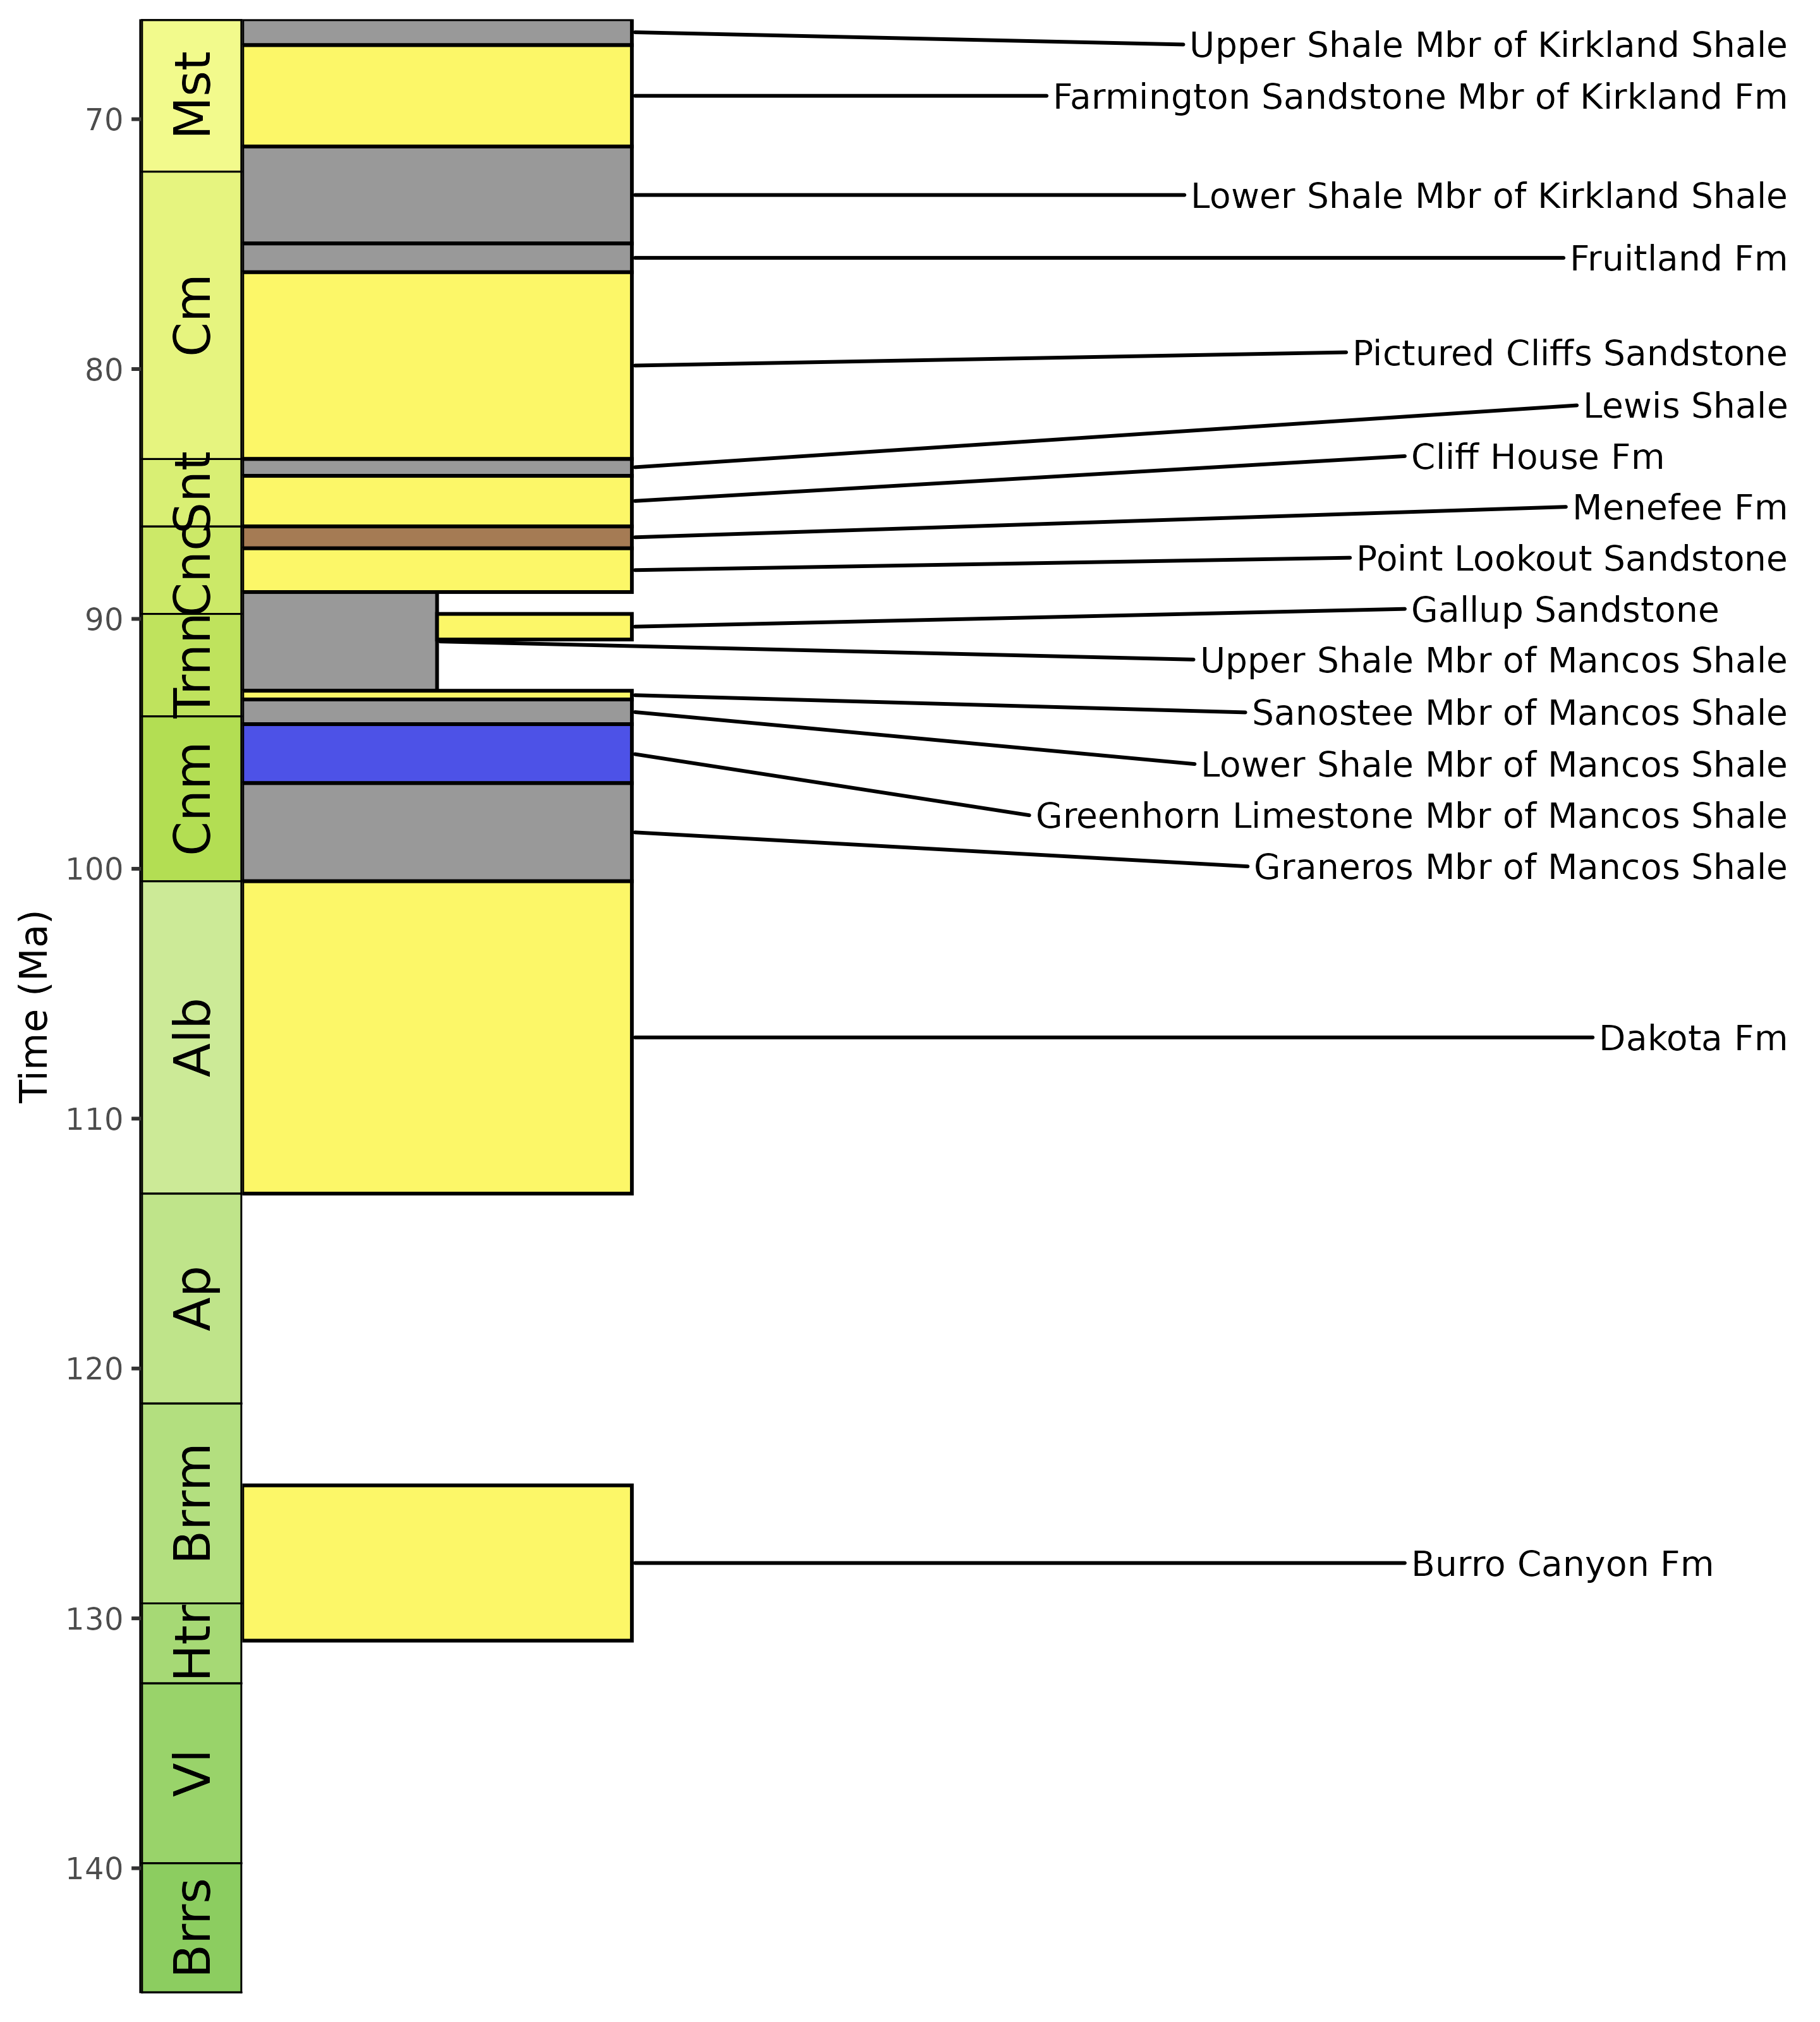 Time (Ma)
70
80
90
100
110
120
130
140
Mst
Cm
Snt
Cnc
Trnn
Cnm
Alb
Ap
Brrm
Htr
Vl
Brrs
Upper Shale Mbr of Kirkland Shale
Farmington Sandstone Mbr of Kirkland Fm
Lower Shale Mbr of Kirkland Shale
Fruitland Fm
Pictured Cliffs Sandstone
Lewis Shale
Cliff House Fm
Menefee Fm
Point Lookout Sandstone
Gallup Sandstone
Upper Shale Mbr of Mancos Shale
Sanostee Mbr of Mancos Shale
Lower Shale Mbr of Mancos Shale
Greenhorn Limestone Mbr of Mancos Shale
Graneros Mbr of Mancos Shale
Dakota Fm
Burro Canyon Fm